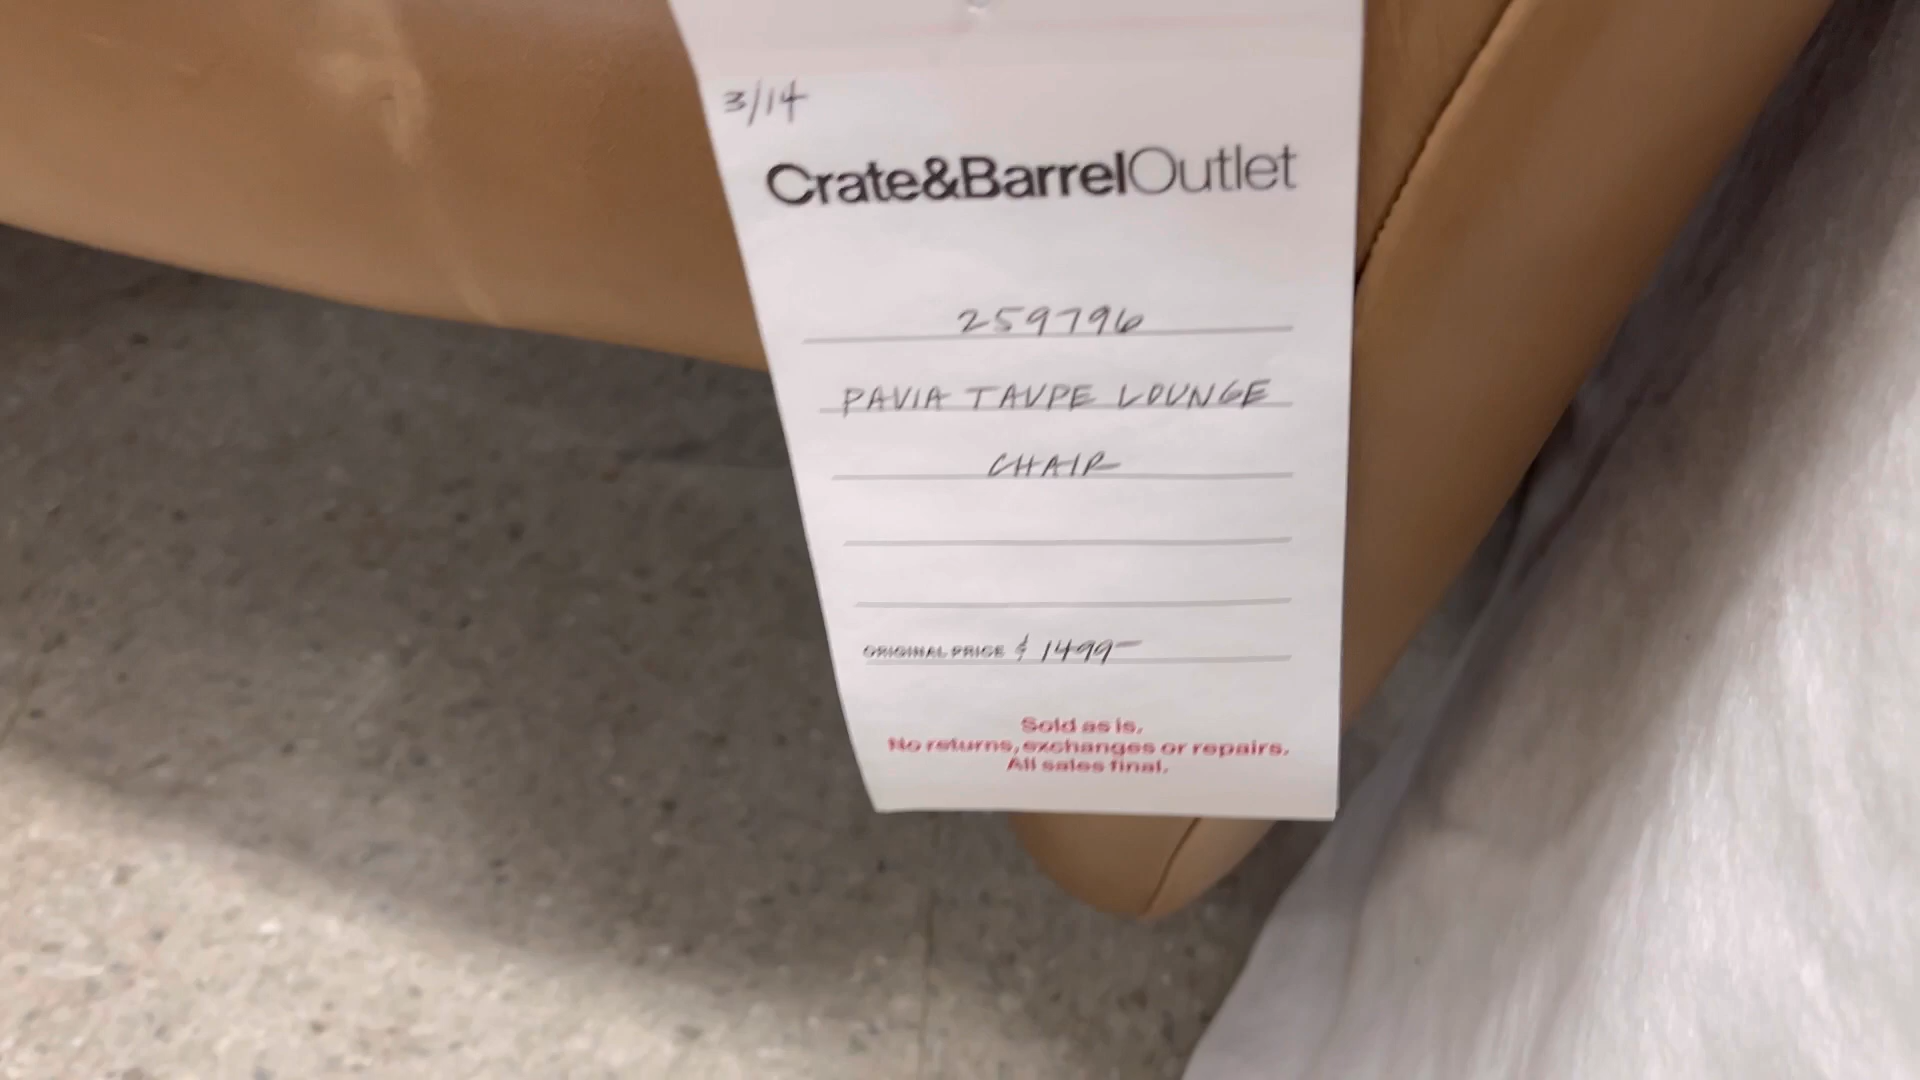 3/14
Crate&BarrelOutlet
259796
PAVIA TAUPE LOUNGE
CHAIR
ORIGINAL PRICE $ 1499-
Sold as is.
No returns, exchanges or repairs.
All sales final.